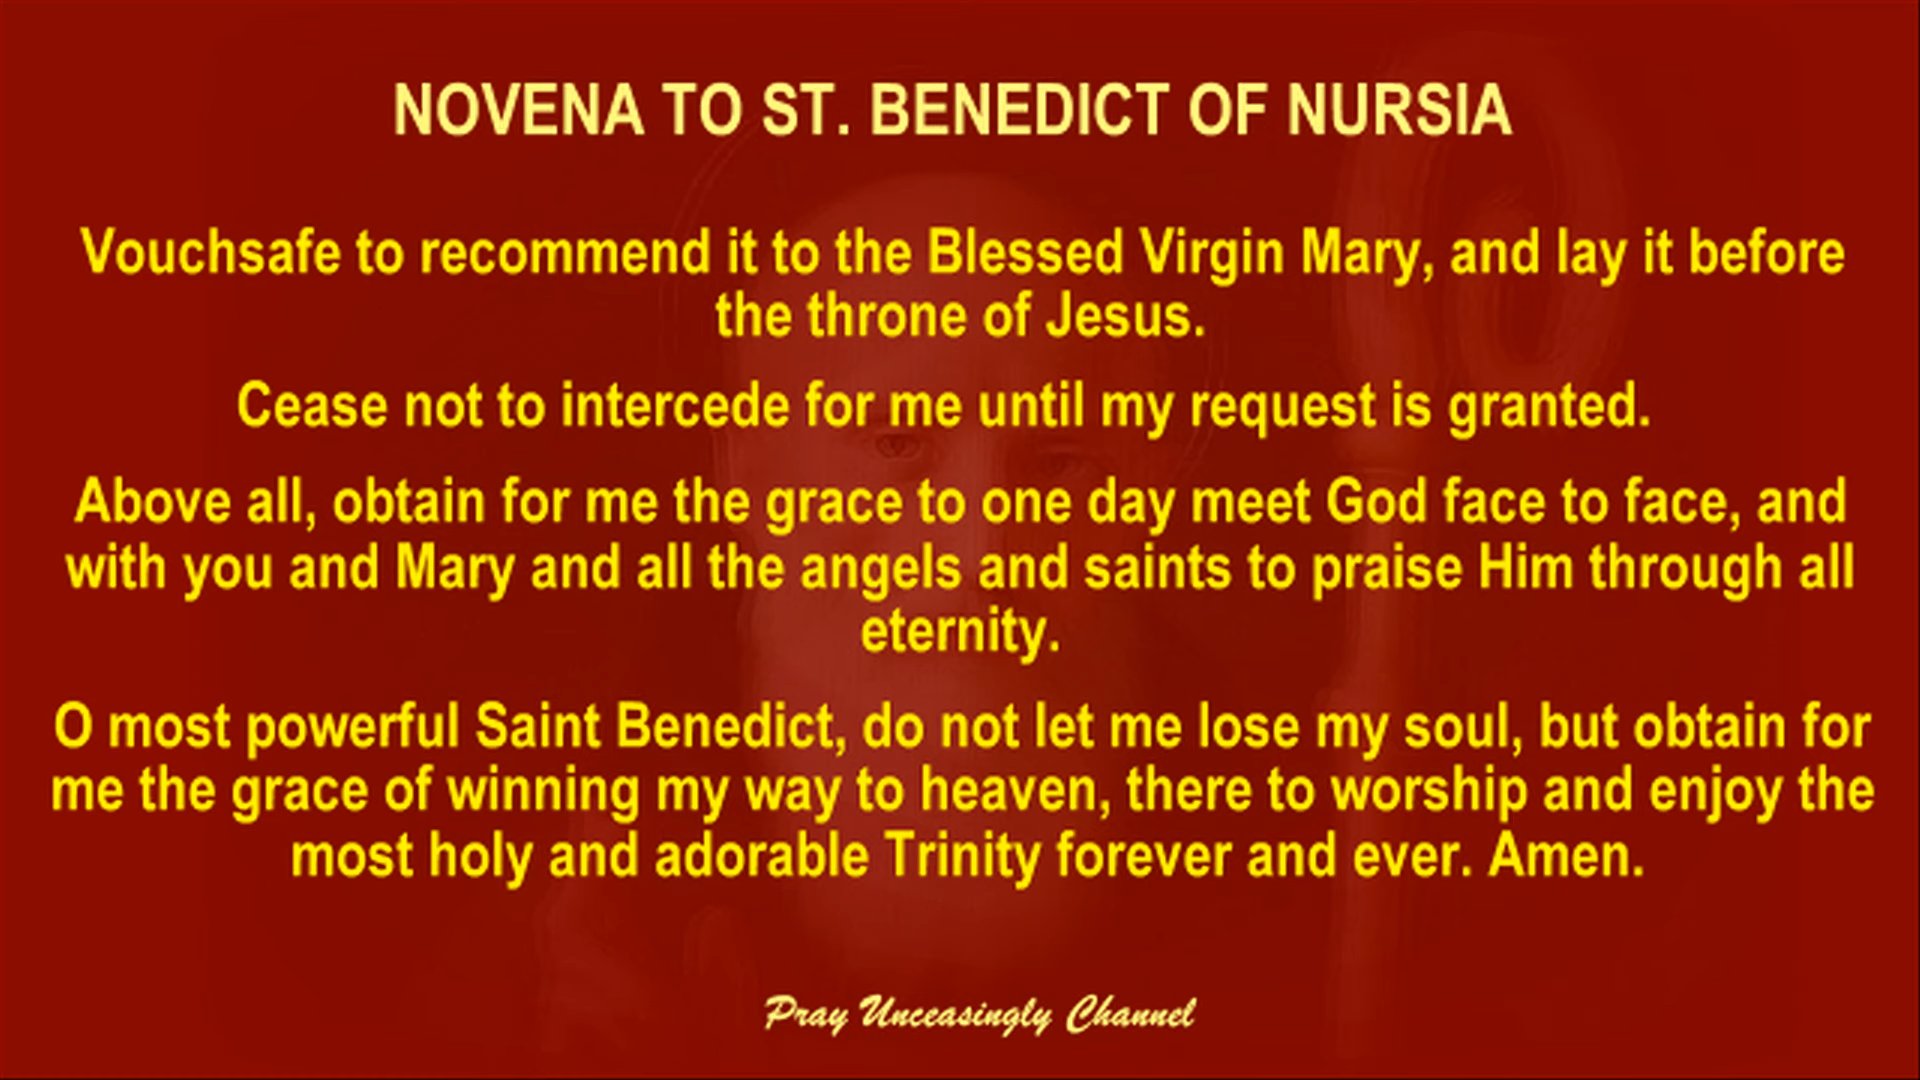 NOVENA TO ST. BENEDICT OF NURSIA
Vouchsafe to recommend it to the Blessed Virgin Mary, and lay it before
the throne of Jesus.
Cease not to intercede for me until my request is granted.
Above all, obtain for me the grace to one day meet God face to face, and
with you and Mary and all the angels and saints to praise Him through all
eternity.
O most powerful Saint Benedict, do not let me lose my soul, but obtain for
me the grace of winning my way to heaven, there to worship and enjoy the
most holy and adorable Trinity forever and ever. Amen.
Pray Unceasingly Channel